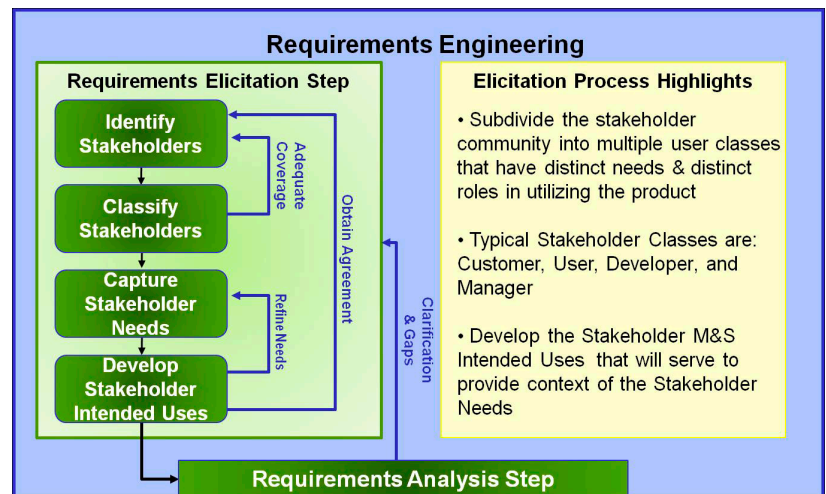 Requirements Engineering
Requirements Elicitation Step
Identify
Stakeholders
Classify
Stakeholders
Capture
Stakeholder
Needs
Develop
Stakeholder
Intended Uses
Adequate
Coverage
Refine Needs
Obtain Agreement
Clarification
& Gaps
Elicitation Process Highlights
• Subdivide the stakeholder
community into multiple user classes
that have distinct needs & distinct
roles in utilizing the product
• Typical Stakeholder Classes are:
Customer, User, Developer, and
Manager
• Develop the Stakeholder M&S
Intended Uses that will serve to
provide context of the Stakeholder
Needs
Requirements Analysis Step